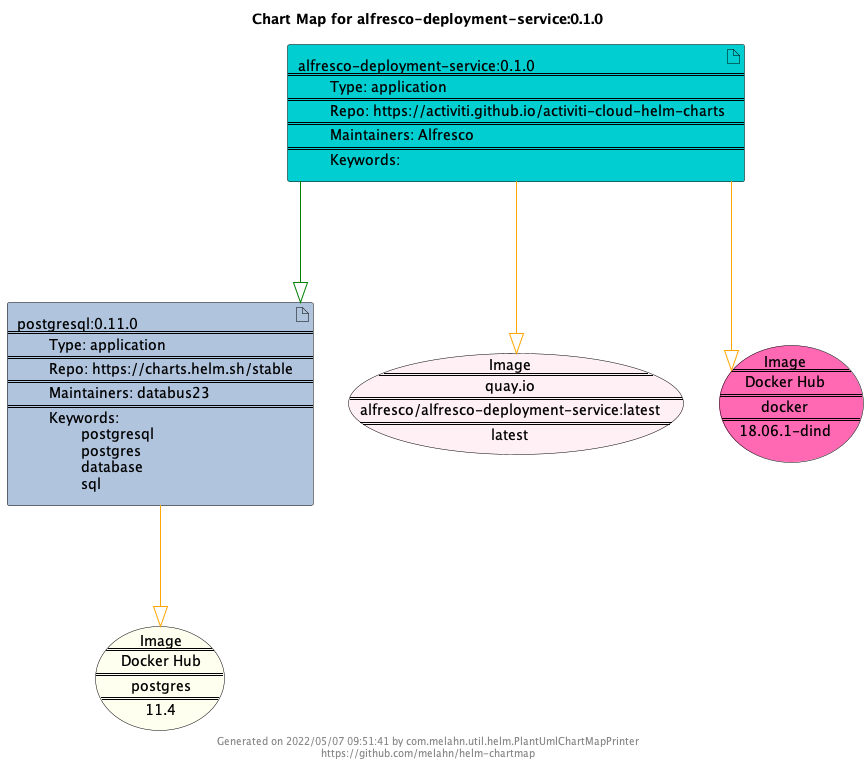 Chart Map for alfresco-deployment-service:0.1.0
alfresco-deployment-service:0.1.0
Type: application
Repo: https://activiti.github.io/activiti-cloud-helm-charts
Maintainers: Alfresco
Keywords:
postgresql:0.11.0
Type: application
Repo: https://charts.helm.sh/stable
Maintainers: databus23
Keywords:
postgresql
postgres
database
sql
Image
quay.io
alfresco/alfresco-deployment-service:latest
latest
Image
Docker Hub
docker
18.06.1-dind
Image
Docker Hub
postgres
11.4
Generated on 2022/05/07 09:51:41 by com.melahn.util.helm.PlantUmlChartMapPrinter
https://github.com/melahn/helm-chartmap